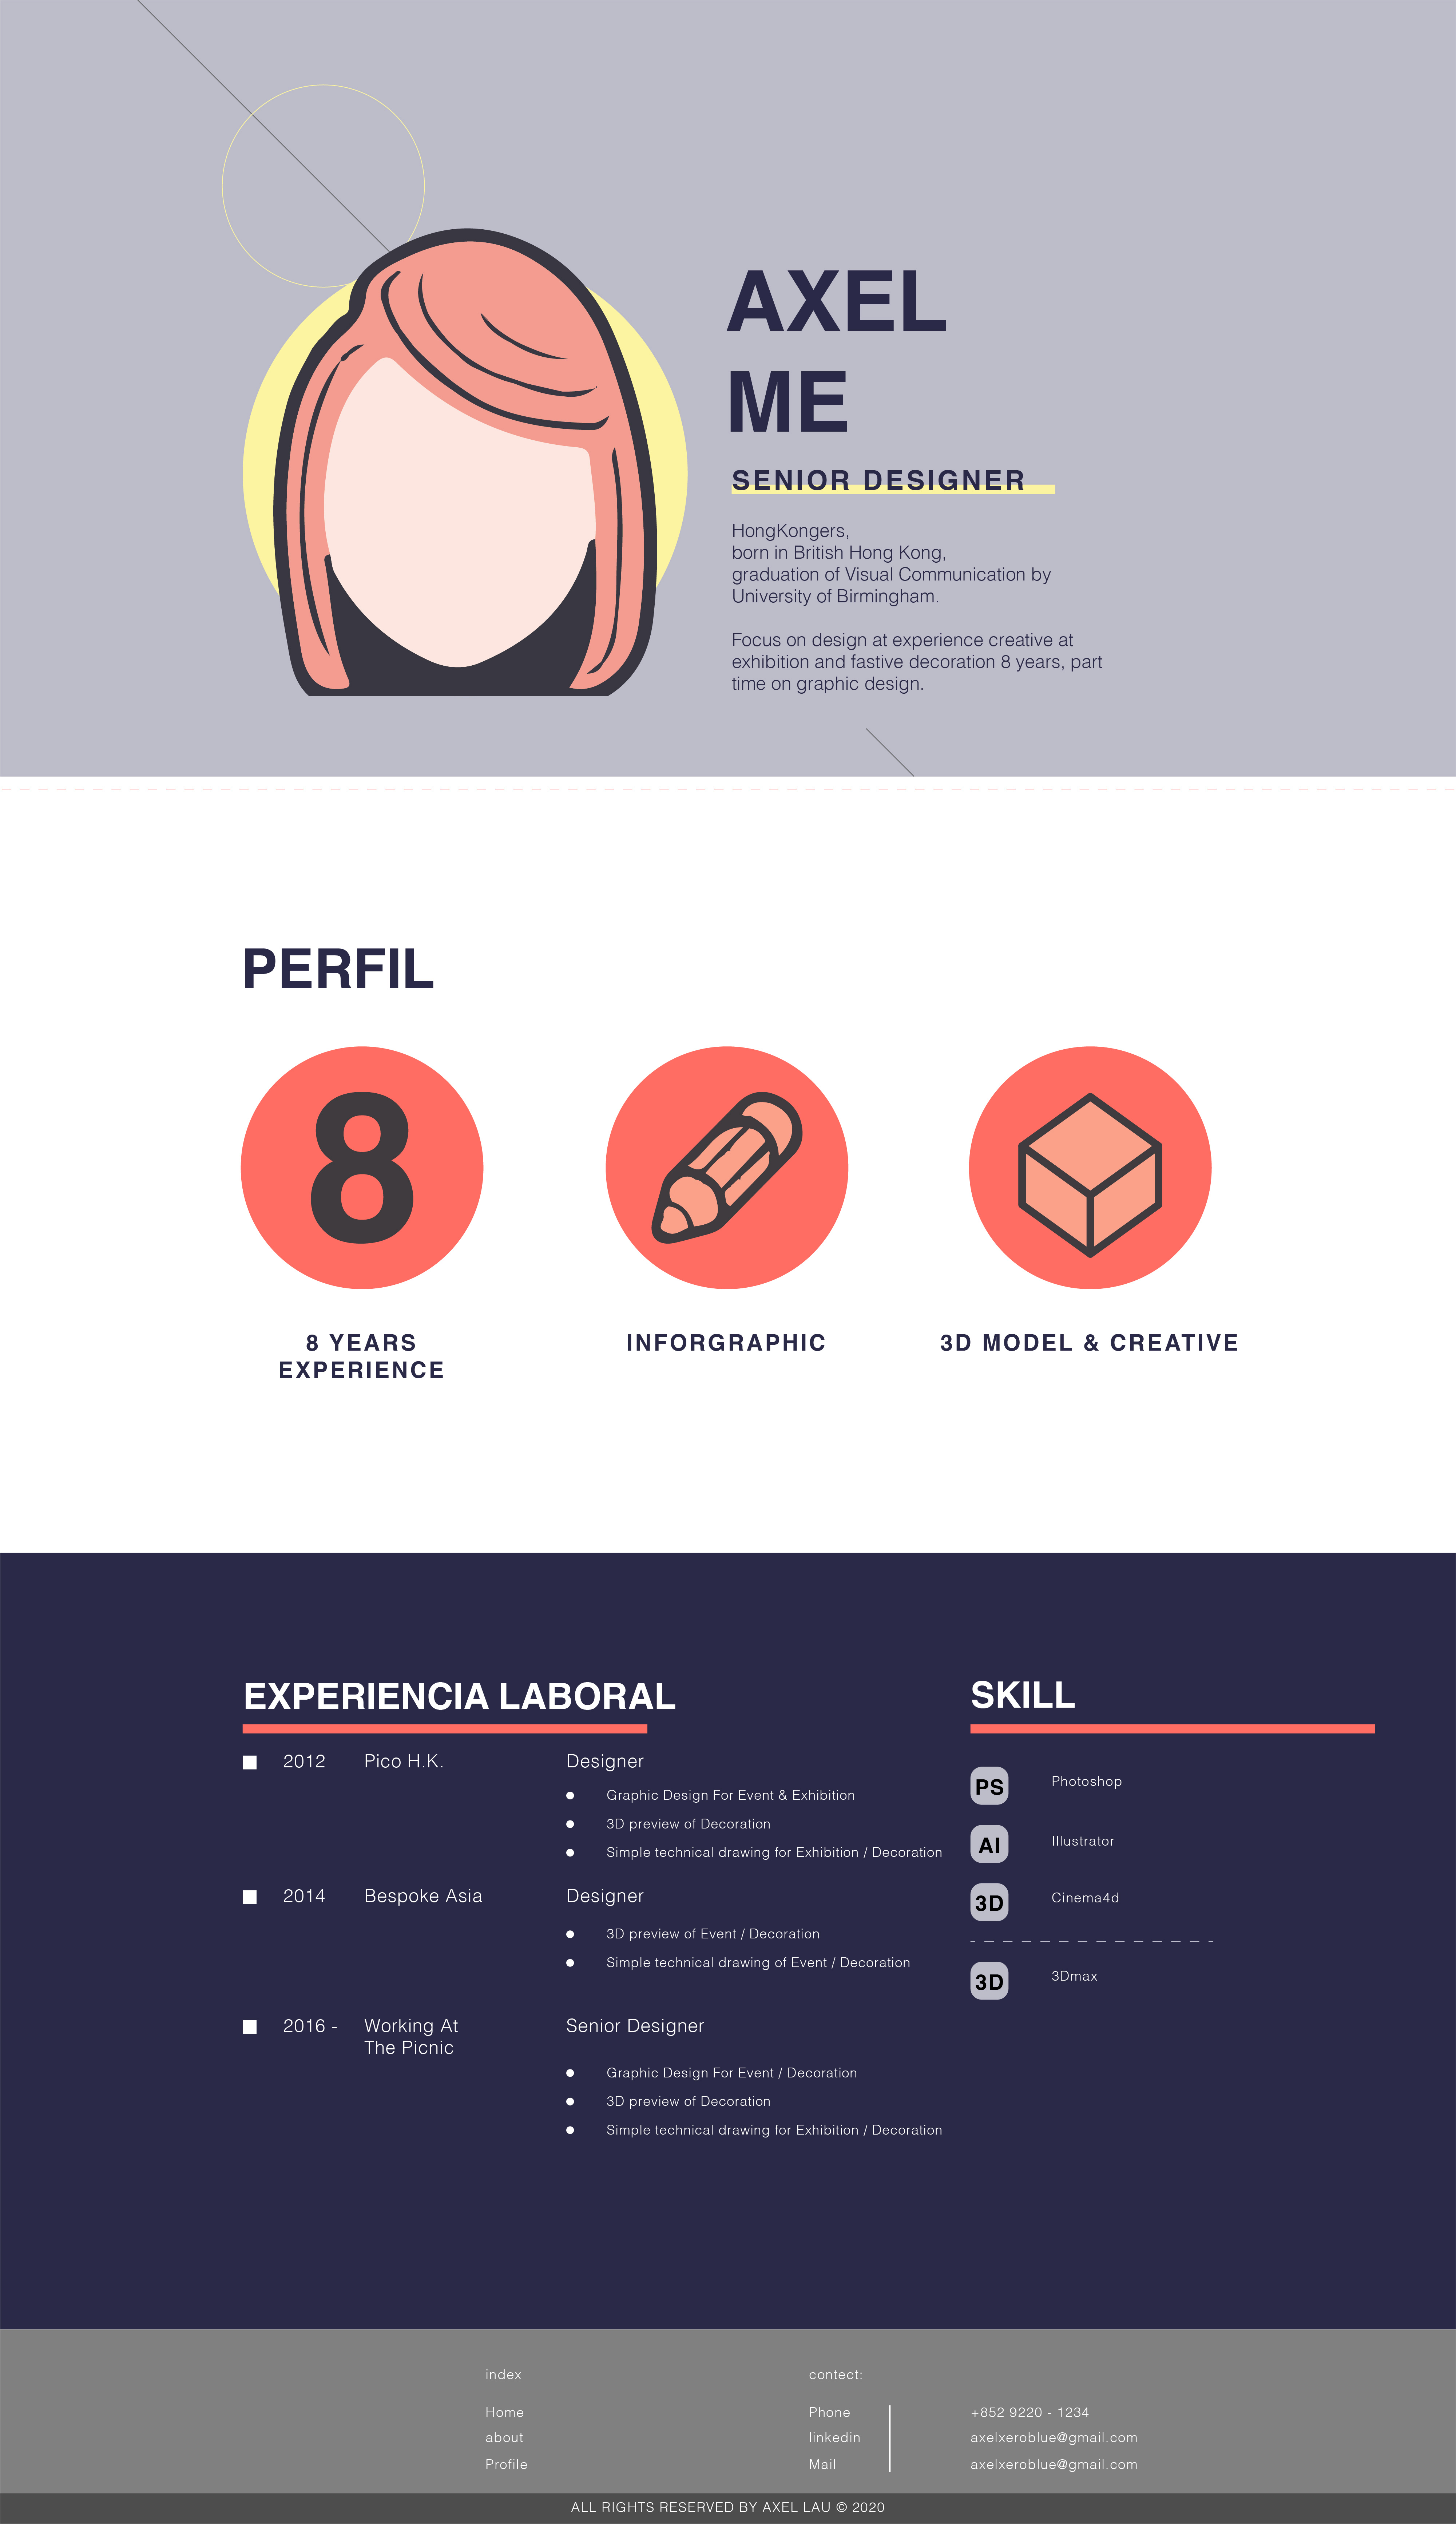 AXEL
ME
SENIOR DESIGNER
HongKongers,
born in British Hong Kong,
graduation of Visual Communication by
University of Birmingham.
Focus on design at experience creative at
exhibition and fastive decoration 8 years, part
time on graphic design.
PERFIL
8
8 YEARS
EXPERIENCE
INFORGRAPHIC
3D MODEL & CREATIVE
EXPERIENCIA LABORAL
2012 Pico H.K. Designer
Graphic Design For Event & Exhibition
3D preview of Decoration
Simple technical drawing for Exhibition / Decoration
2014 Bespoke Asia Designer
3D preview of Event / Decoration
Simple technical drawing of Event / Decoration
2016 - Working At Senior Designer
The Picnic
Graphic Design For Event / Decoration
3D preview of Decoration
Simple technical drawing for Exhibition / Decoration
SKILL
PS Photoshop
AI Illustrator
3D Cinema4d
3D 3Dmax
index
Home
about
Profile
contect:
Phone +852 9220 - 1234
linkedin axelxeroblue@gmail.com
Mail axelxeroblue@gmail.com
ALL RIGHTS RESERVED BY AXEL LAU © 2020